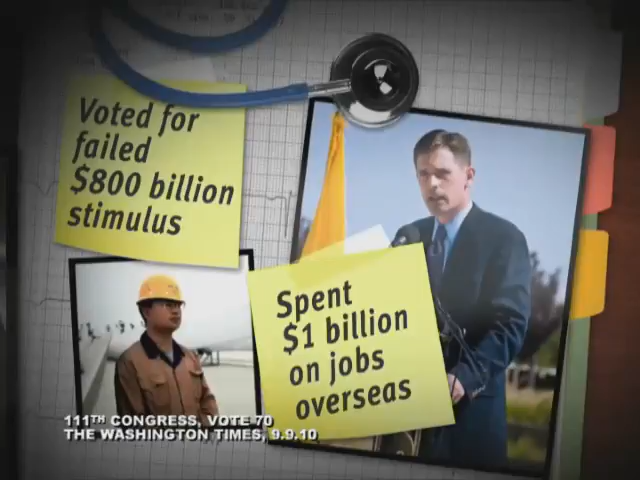 Voted for
failed
$800 billion
stimulus
Spent
$1 billion
on jobs
overseas
111TH CONGRESS, VOTE 70
THE WASHINGTON TIMES, 9.9.10